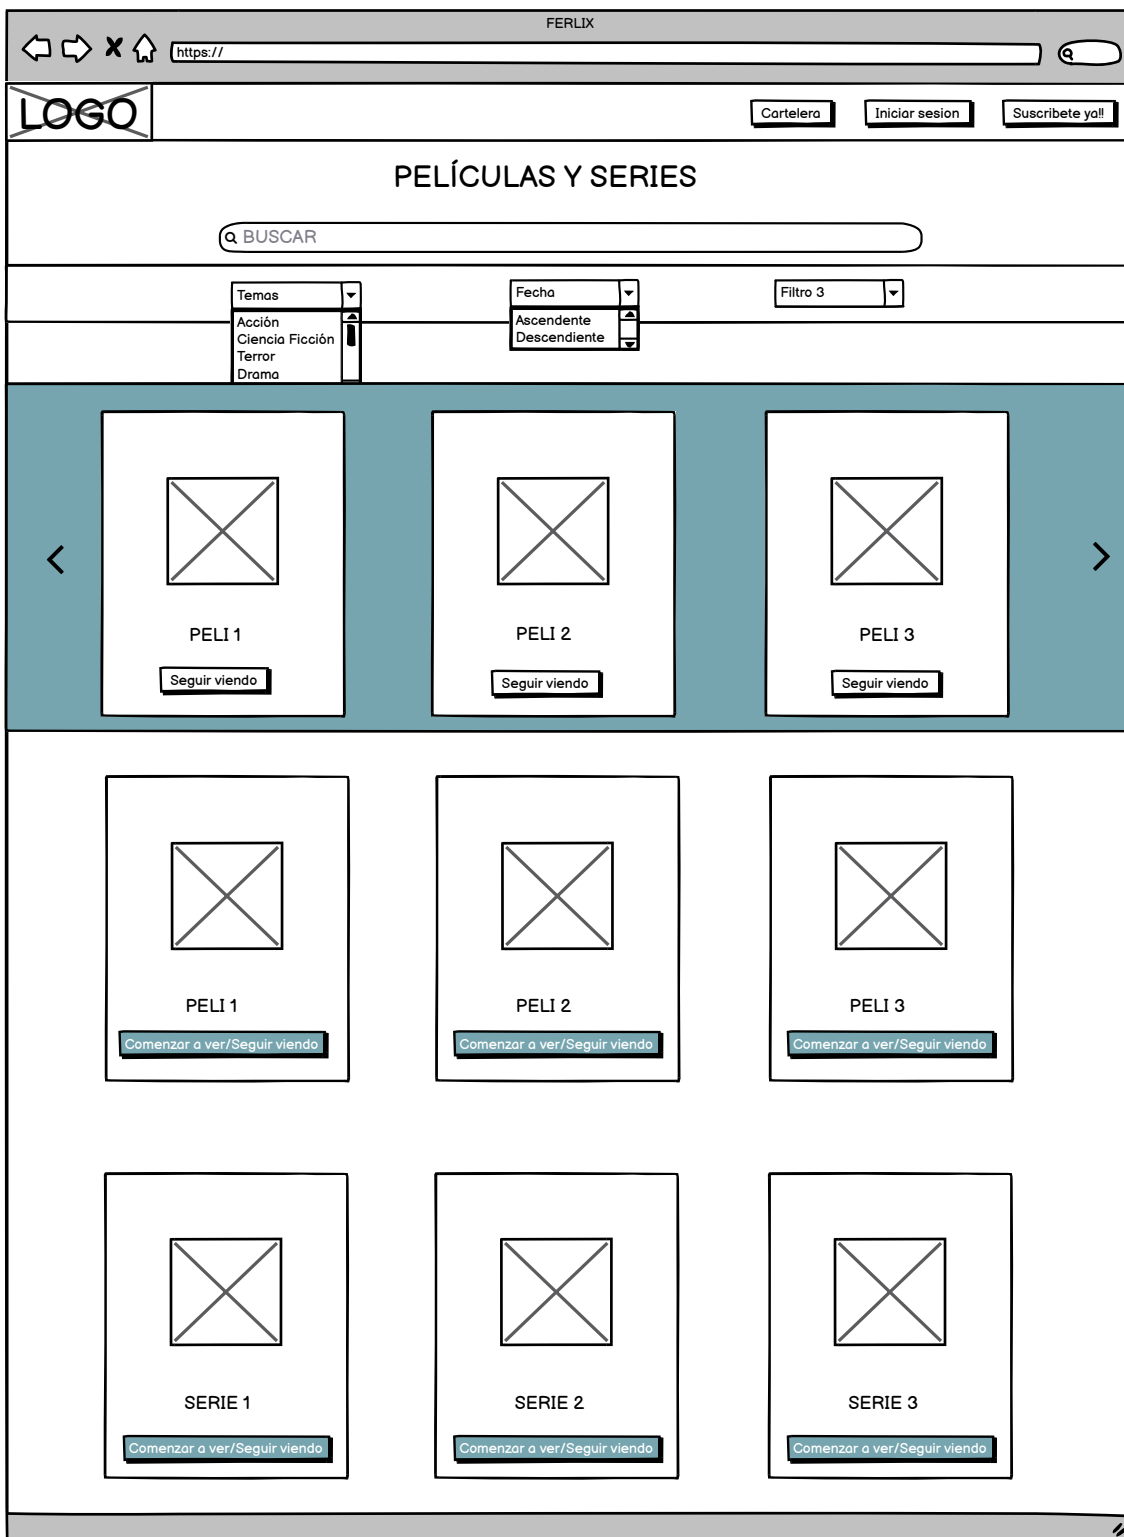 FERLIX
https://
LOGO
Cartelera
Iniciar sesion
Suscribete ya!!
PELÍCULAS Y SERIES
BUSCAR
Temas
Fecha
Filtro 3
Acción
Ciencia Ficción
Terror
Drama
Ascendente
Descendiente
PELI 1
PELI 2
PELI 3
Seguir viendo
Seguir viendo
Seguir viendo
PELI 1
PELI 2
PELI 3
Comenzar a ver/Seguir viendo
Comenzar a ver/Seguir viendo
Comenzar a ver/Seguir viendo
SERIE 1
SERIE 2
SERIE 3
Comenzar a ver/Seguir viendo
Comenzar a ver/Seguir viendo
Comenzar a ver/Seguir viendo